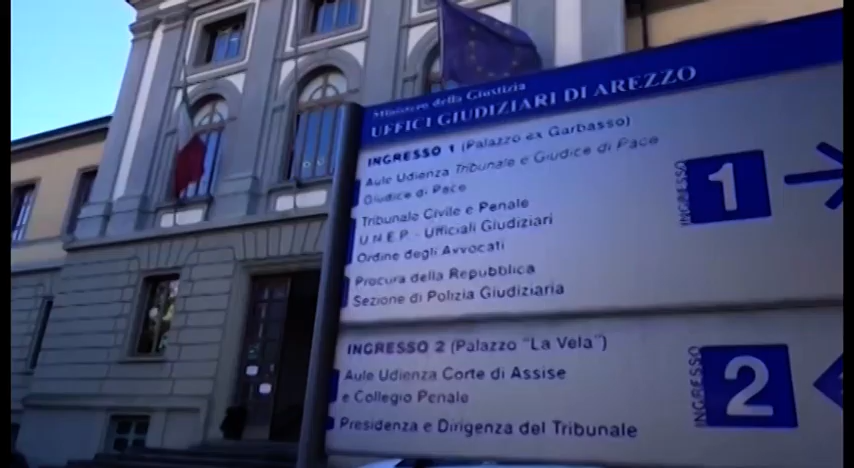 Ministero della Giustizia
UFFICI GIUDIZIARI DI AREZZO
INGRESSO 1 (Palazzo ex Garbasso)
Aule Udienza Tribunale e Giudice di Pace
Giudice di Pace
Tribunale Civile e Penale
U.N.E.P. - Ufficiali Giudiziari
Ordine degli Avvocati
Procura della Repubblica
Sezione di Polizia Giudiziaria
INGRESSO 1
INGRESSO 2 (Palazzo "La Vela")
Aule Udienza Corte di Assise
e Collegio Penale
Presidenza e Dirigenza del Tribunale
INGRESSO 2